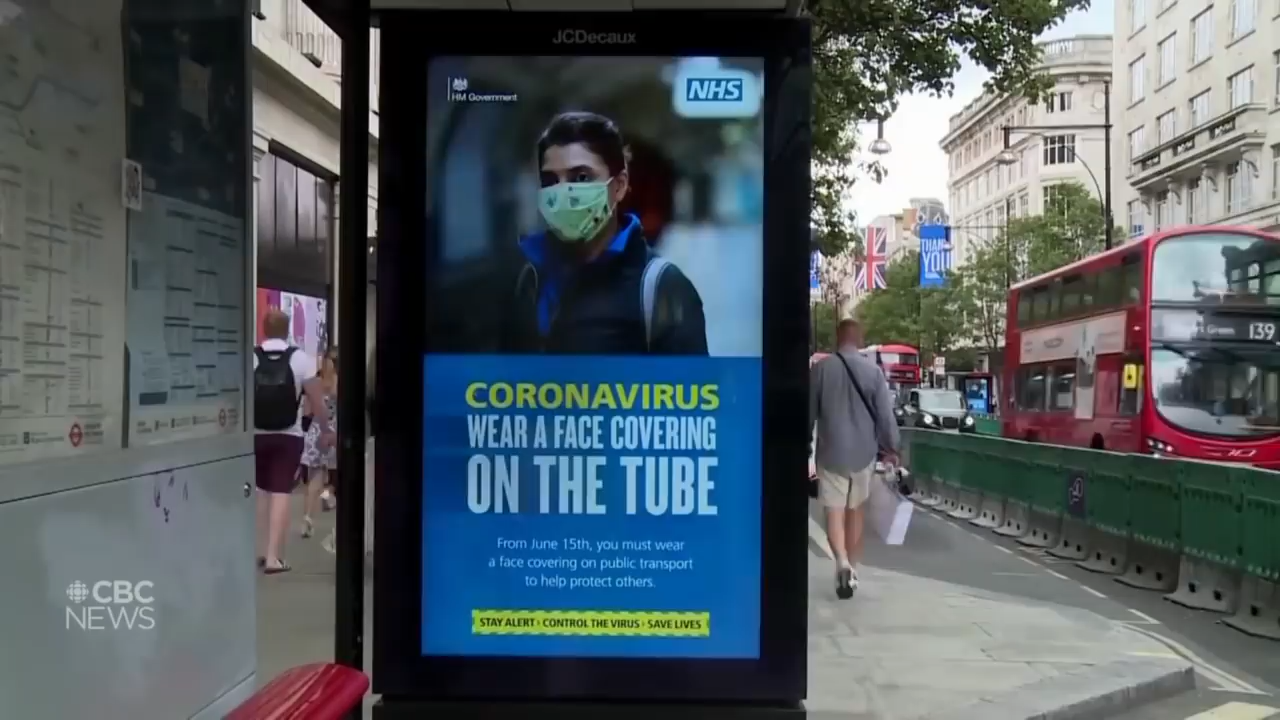 JCDecaux
HM Government
NHS
CORONAVIRUS
WEAR A FACE COVERING
ON THE TUBE
From June 15th, you must wear
a face covering on public transport
to help protect others.
STAY ALERT › CONTROL THE VIRUS › SAVE LIVES
THANK
YOU
139
CBC
NEWS